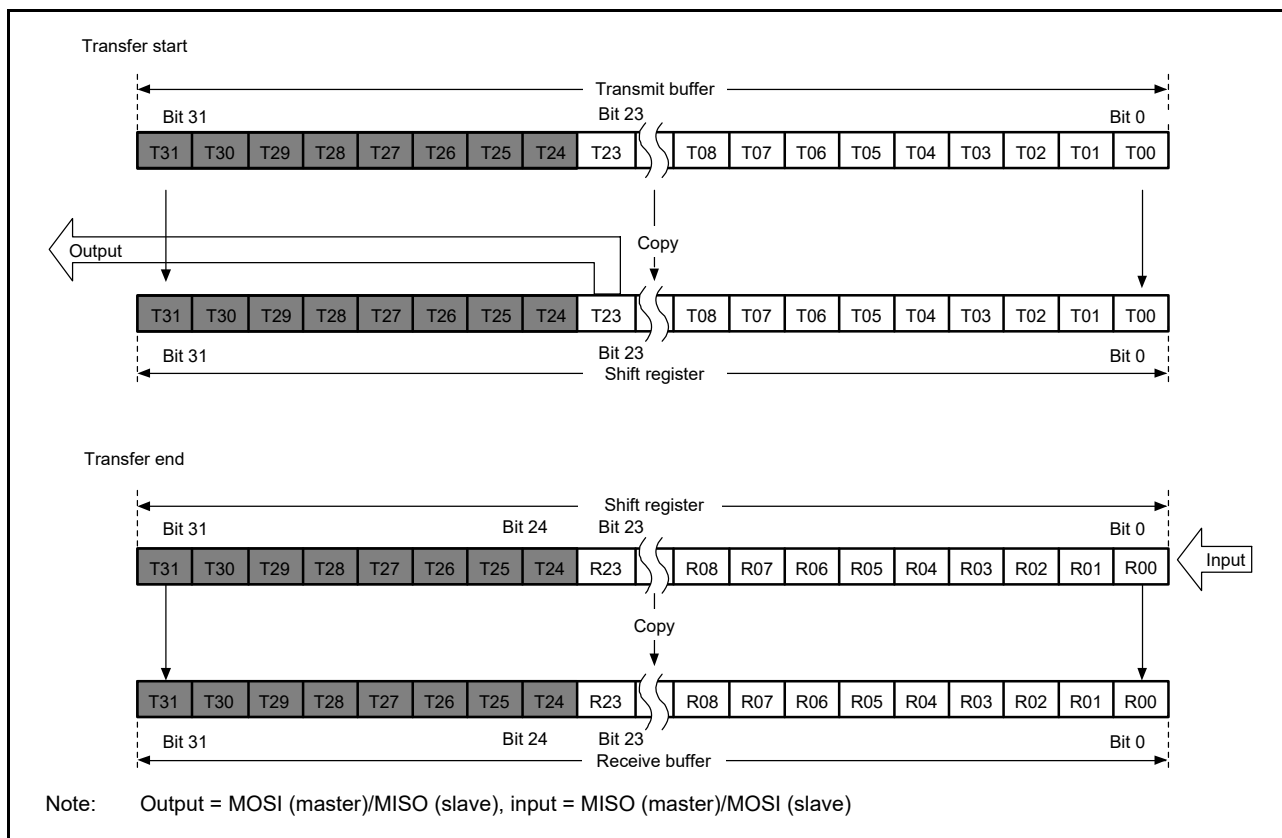 Transfer start
Transmit buffer
Bit 31 Bit 23 Bit 0
T31 T30 T29 T28 T27 T26 T25 T24 T23 T08 T07 T06 T05 T04 T03 T02 T01 T00
Output Copy
T31 T30 T29 T28 T27 T26 T25 T24 T23 T08 T07 T06 T05 T04 T03 T02 T01 T00
Bit 31 Bit 23 Bit 0
Shift register
Transfer end
Shift register
Bit 31 Bit 24 Bit 23 Bit 0
T31 T30 T29 T28 T27 T26 T25 T24 R23 R08 R07 R06 R05 R04 R03 R02 R01 R00 Input
Copy
T31 T30 T29 T28 T27 T26 T25 T24 R23 R08 R07 R06 R05 R04 R03 R02 R01 R00
Bit 31 Bit 24 Bit 23 Bit 0
Receive buffer
Note: Output = MOSI (master)/MISO (slave), input = MISO (master)/MOSI (slave)